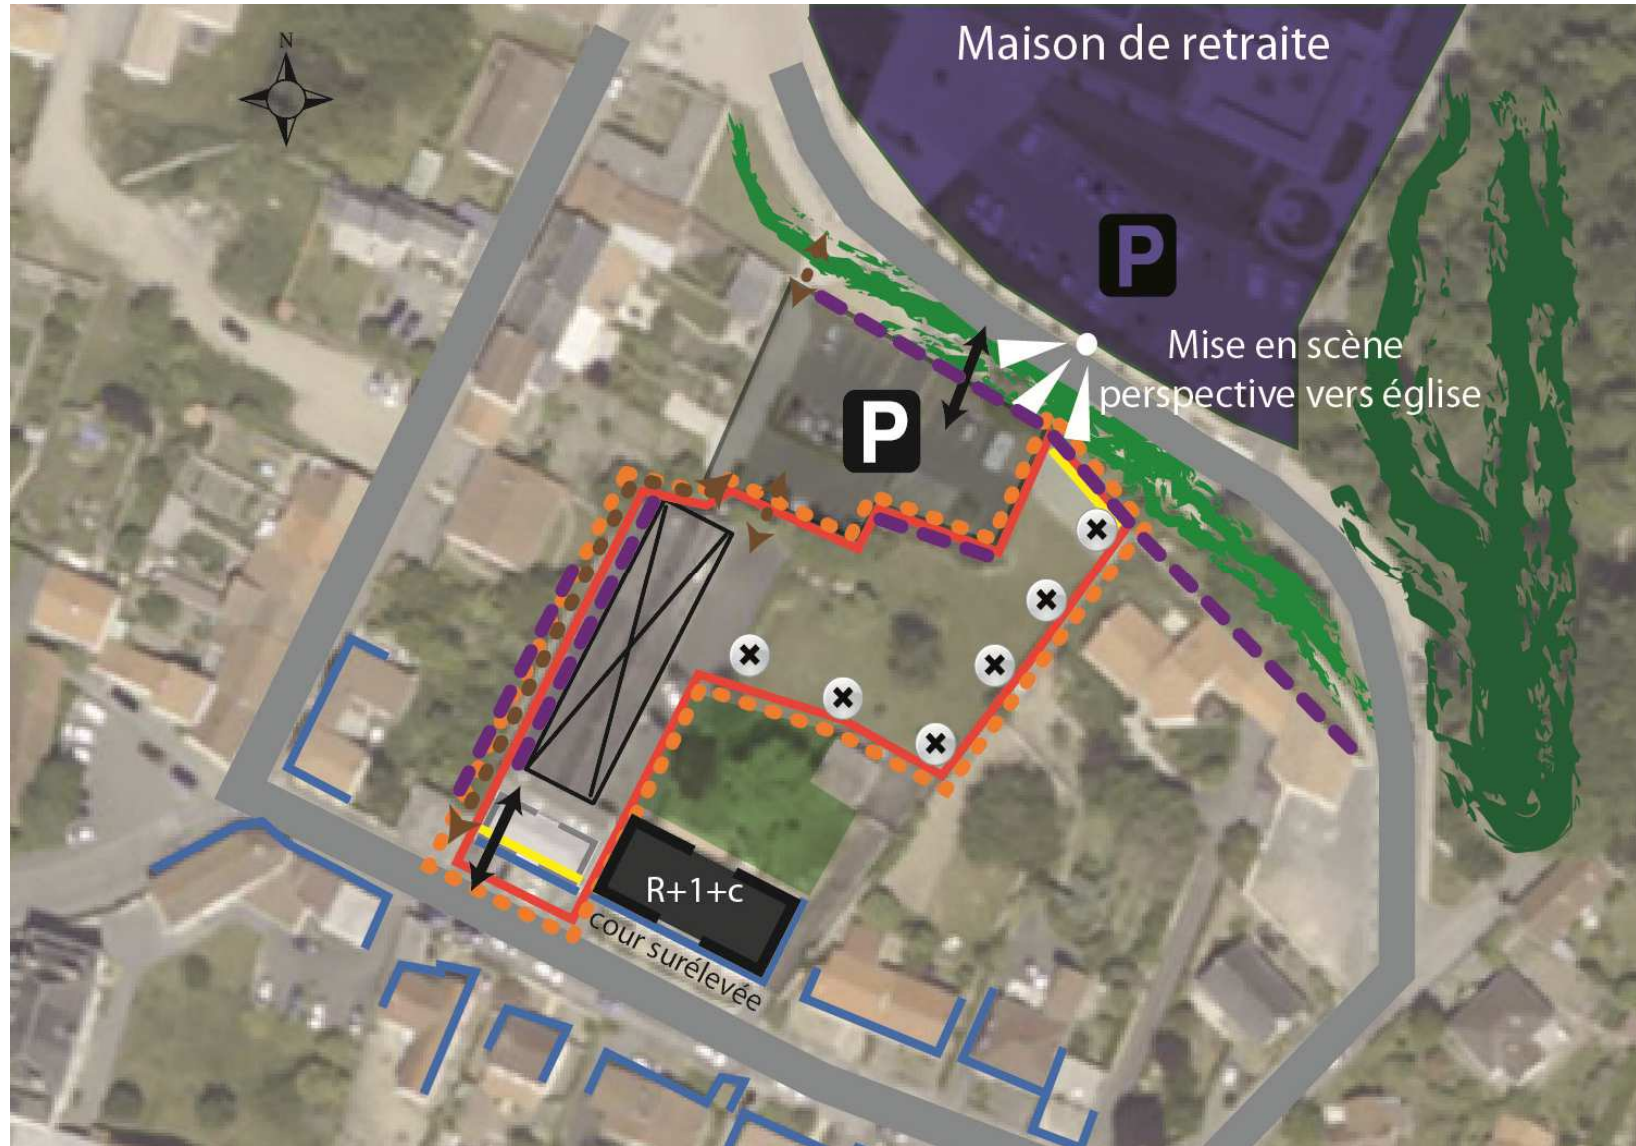 Maison de retraite
N
P
Mise en scène
perspective vers église
P
R+1+c
cour surélevée